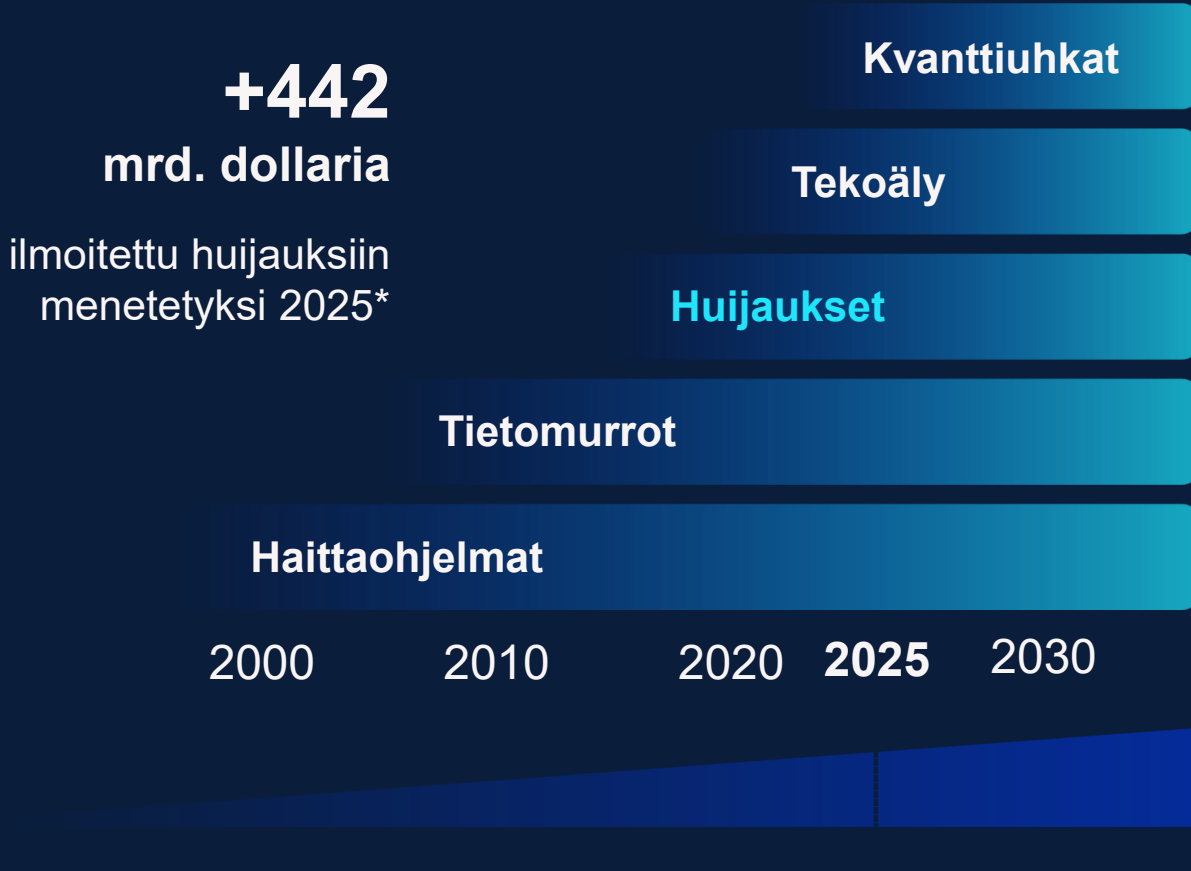 +442
mrd. dollaria
ilmoitettu huijauksiin
menetetyksi 2025*
Kvanttiuhkat
Tekoäly
Huijaukset
Tietomurrot
Haittaohjelmat
2000 2010 2020 2025 2030